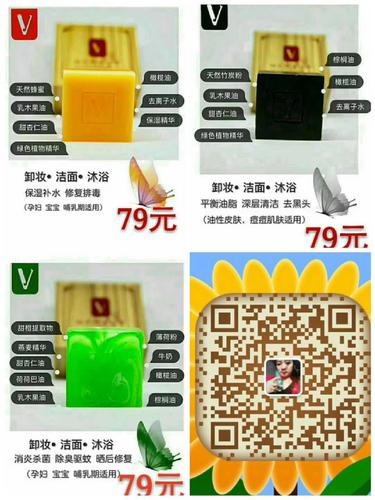 V
天然蜂蜜
橄榄油
乳木果油
去离子水
甜杏仁油
保湿精华
绿色植物精华
V
卸妆• 洁面• 沐浴
保湿补水 修复排毒
(孕妇 宝宝 哺乳期适用)
79元
V
棕榈油
天然竹炭粉
橄榄油
乳木果油
去离子水
甜杏仁油
绿色植物精华
卸妆• 洁面• 沐浴
平衡油脂 深层清洁 去黑头
(油性皮肤、痘痘肌肤适用)
79元
V
甜橙提取物
薄荷粉
燕麦精华
牛奶
甜杏仁油
橄榄油
荷荷巴油
乳木果油
棕榈油
卸妆• 洁面• 沐浴
消炎杀菌 除臭驱蚊 晒后修复
(孕妇 宝宝 哺乳期适用)
79元